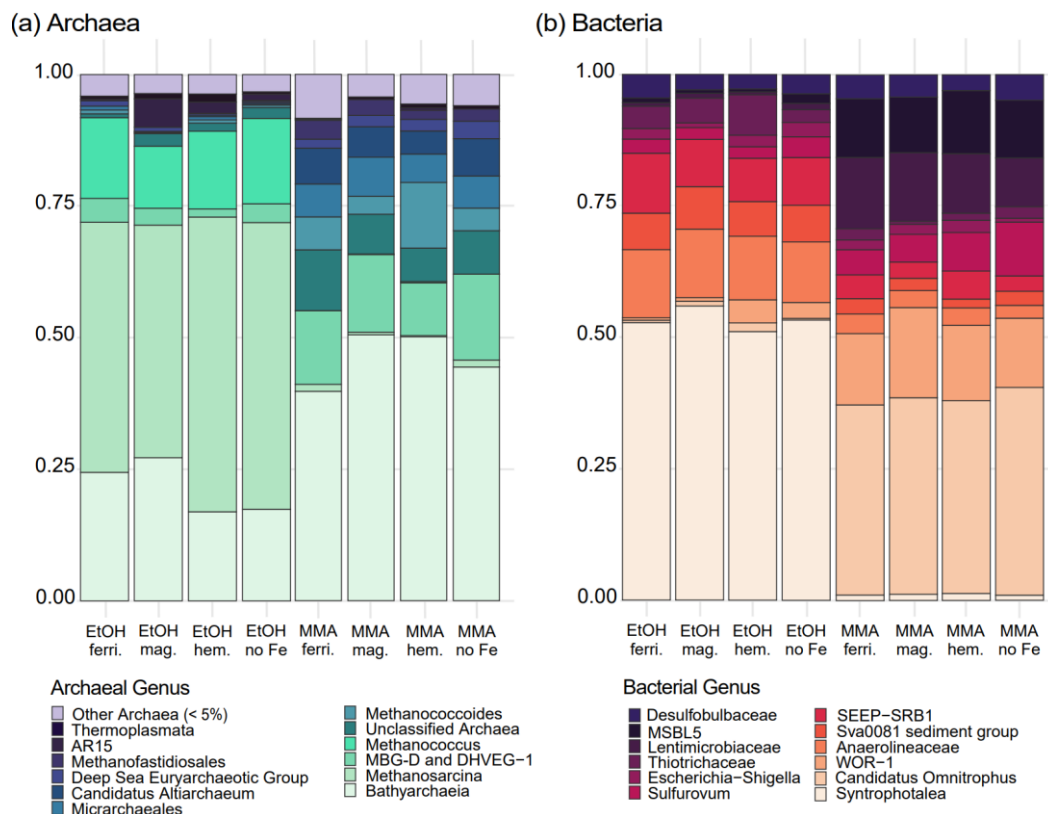 (a) Archaea
1.00
0.75
0.50
0.25
0.00
EtOH ferri.
EtOH mag.
EtOH hem.
EtOH no Fe
MMA ferri.
MMA mag.
MMA hem.
MMA no Fe
Archaeal Genus
Other Archaea (< 5%)
Thermoplasmata
AR15
Methanofastidiosales
Deep Sea Euryarchaeotic Group
Candidatus Altiarchaeum
Micrarchaeales
Methanococcoides
Unclassified Archaea
Methanococcus
MBG-D and DHVEG-1
Methanosarcina
Bathyarchaeia
(b) Bacteria
1.00
0.75
0.50
0.25
0.00
EtOH ferri.
EtOH mag.
EtOH hem.
EtOH no Fe
MMA ferri.
MMA mag.
MMA hem.
MMA no Fe
Bacterial Genus
Desulfobulbaceae
MSBL5
Lentimicrobiaceae
Thiotrichaceae
Escherichia-Shigella
Sulfurovum
SEEP-SRB1
Sva0081 sediment group
Anaerolineaceae
WOR-1
Candidatus Omnitrophus
Syntrophotalea